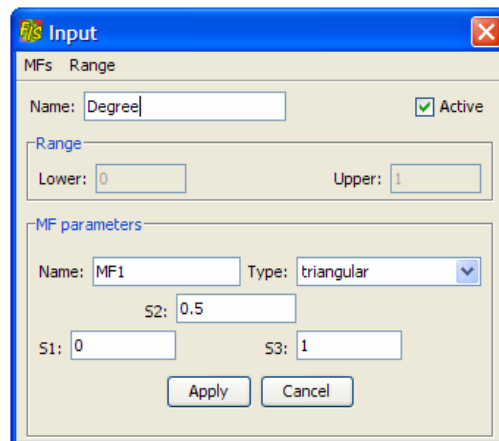 Fis Input
MFs Range
Name: Degree Active
Range
Lower: 0 Upper: 1
MF parameters
Name: MF1 Type: triangular
S2: 0.5
S1: 0 S3: 1
Apply Cancel